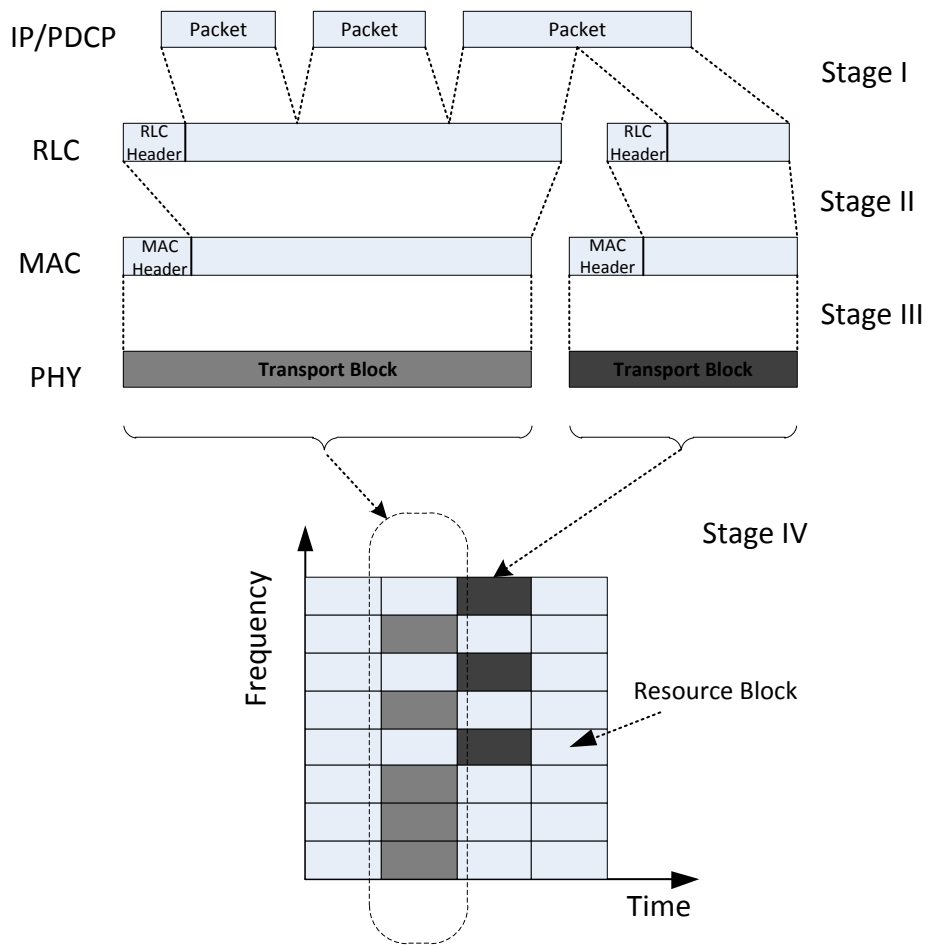 IP/PDCP
Packet
Packet
Packet
Stage I
RLC
RLC
Header
RLC
Header
Stage II
MAC
MAC
Header
MAC
Header
Stage III
PHY
Transport Block
Transport Block
Stage IV
Frequency
Resource Block
Time